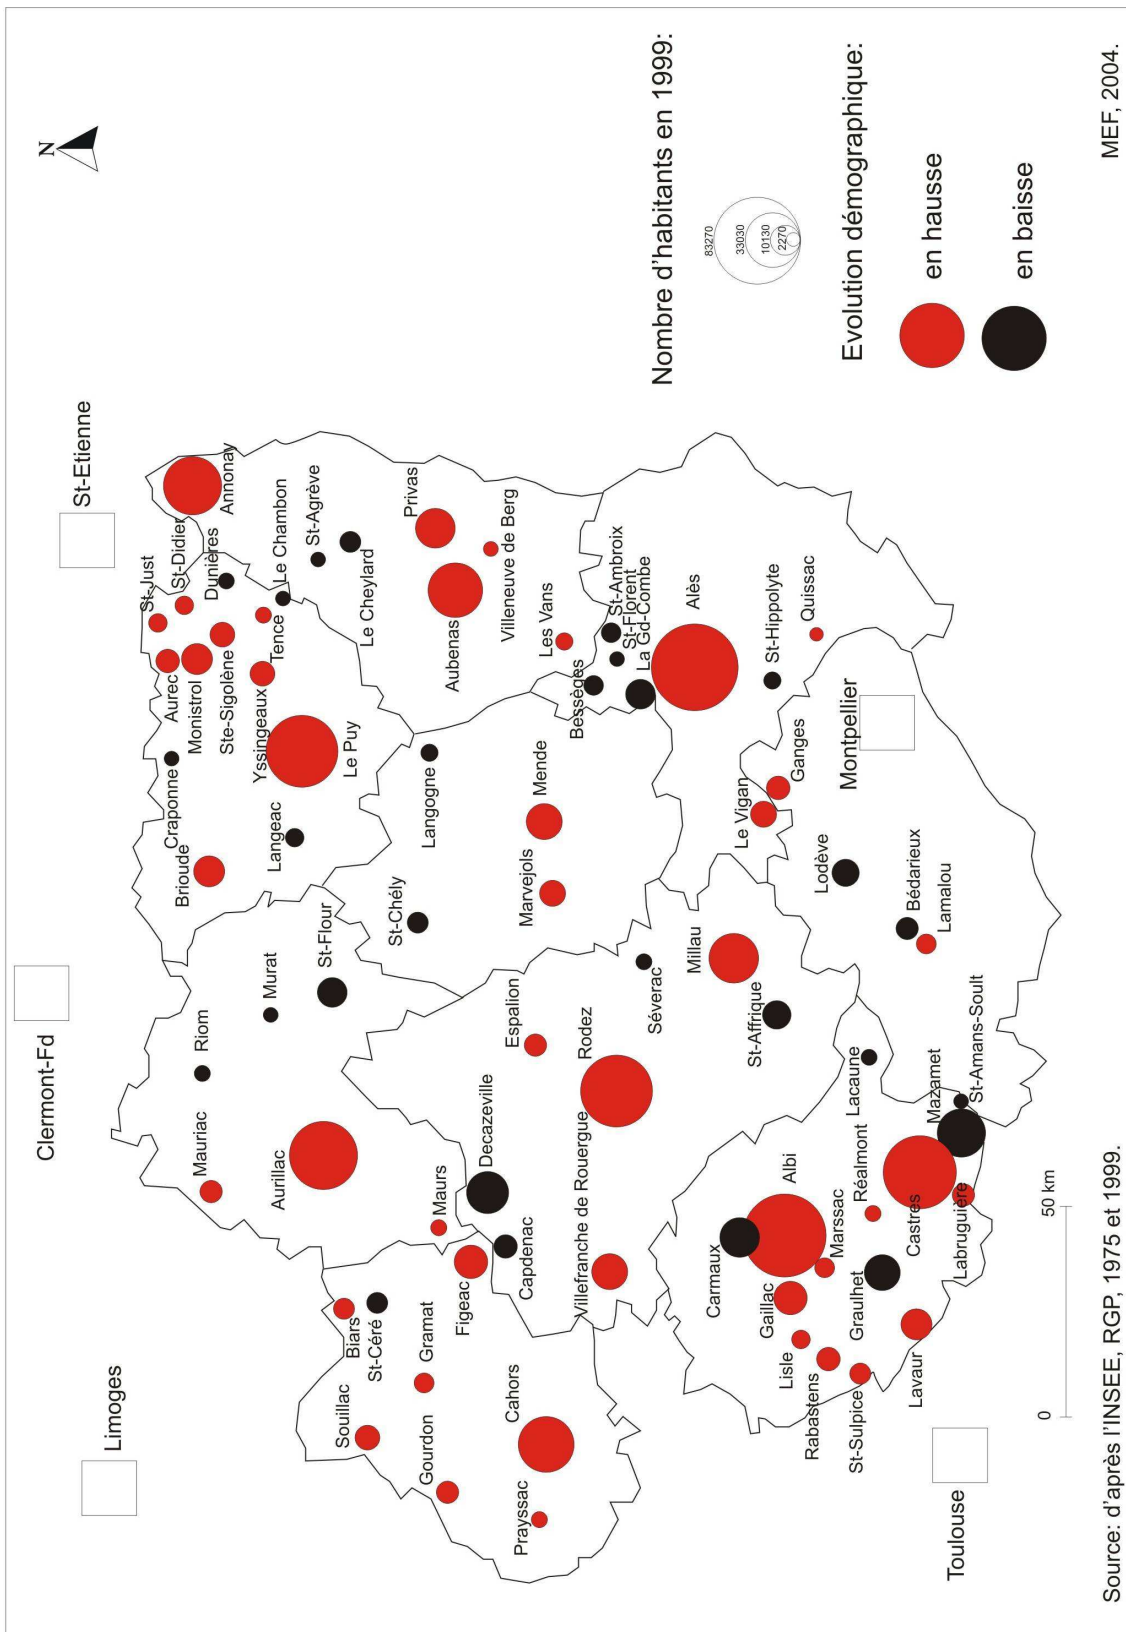 N
Limoges
Clermont-Fd
St-Etienne
St-Just
St-Didier
Dunières
Annonay
Aurec
Monistrol
Ste-Sigolène
Yssingeaux
Tence
Le Chambon
St-Agrève
Le Cheylard
Craponne
Brioude
Langeac
Le Puy
Privas
Aubenas
Villeneuve de Berg
Les Vans
Mauriac
Riom
Murat
St-Flour
Aurillac
Maurs
St-Chély
Langogne
Mende
Marvejols
Bessèges
St-Ambroix
St-Florent
La Gd-Combe
Alès
St-Hippolyte
Quissac
Le Vigan
Ganges
Montpellier
Lodève
Bédarieux
Lamalou
Biars
St-Céré
Souillac
Gramat
Gourdon
Figeac
Cahors
Prayssac
Decazeville
Capdenac
Espalion
Rodez
Villefranche de Rouergue
Séverac
Millau
St-Affrique
Carmaux
Albi
Marssac
Gaillac
Lisle
Rabastens
St-Sulpice
Graulhet
Lavaur
Réalmont
Lacaune
Castres
Labruguière
Mazamet
St-Amans-Soult
Toulouse
0 50 km
Nombre d'habitants en 1999:
83270
33030
10130
2270
Evolution démographique:
en hausse
en baisse
Source: d'après l'INSEE, RGP, 1975 et 1999.
MEF, 2004.